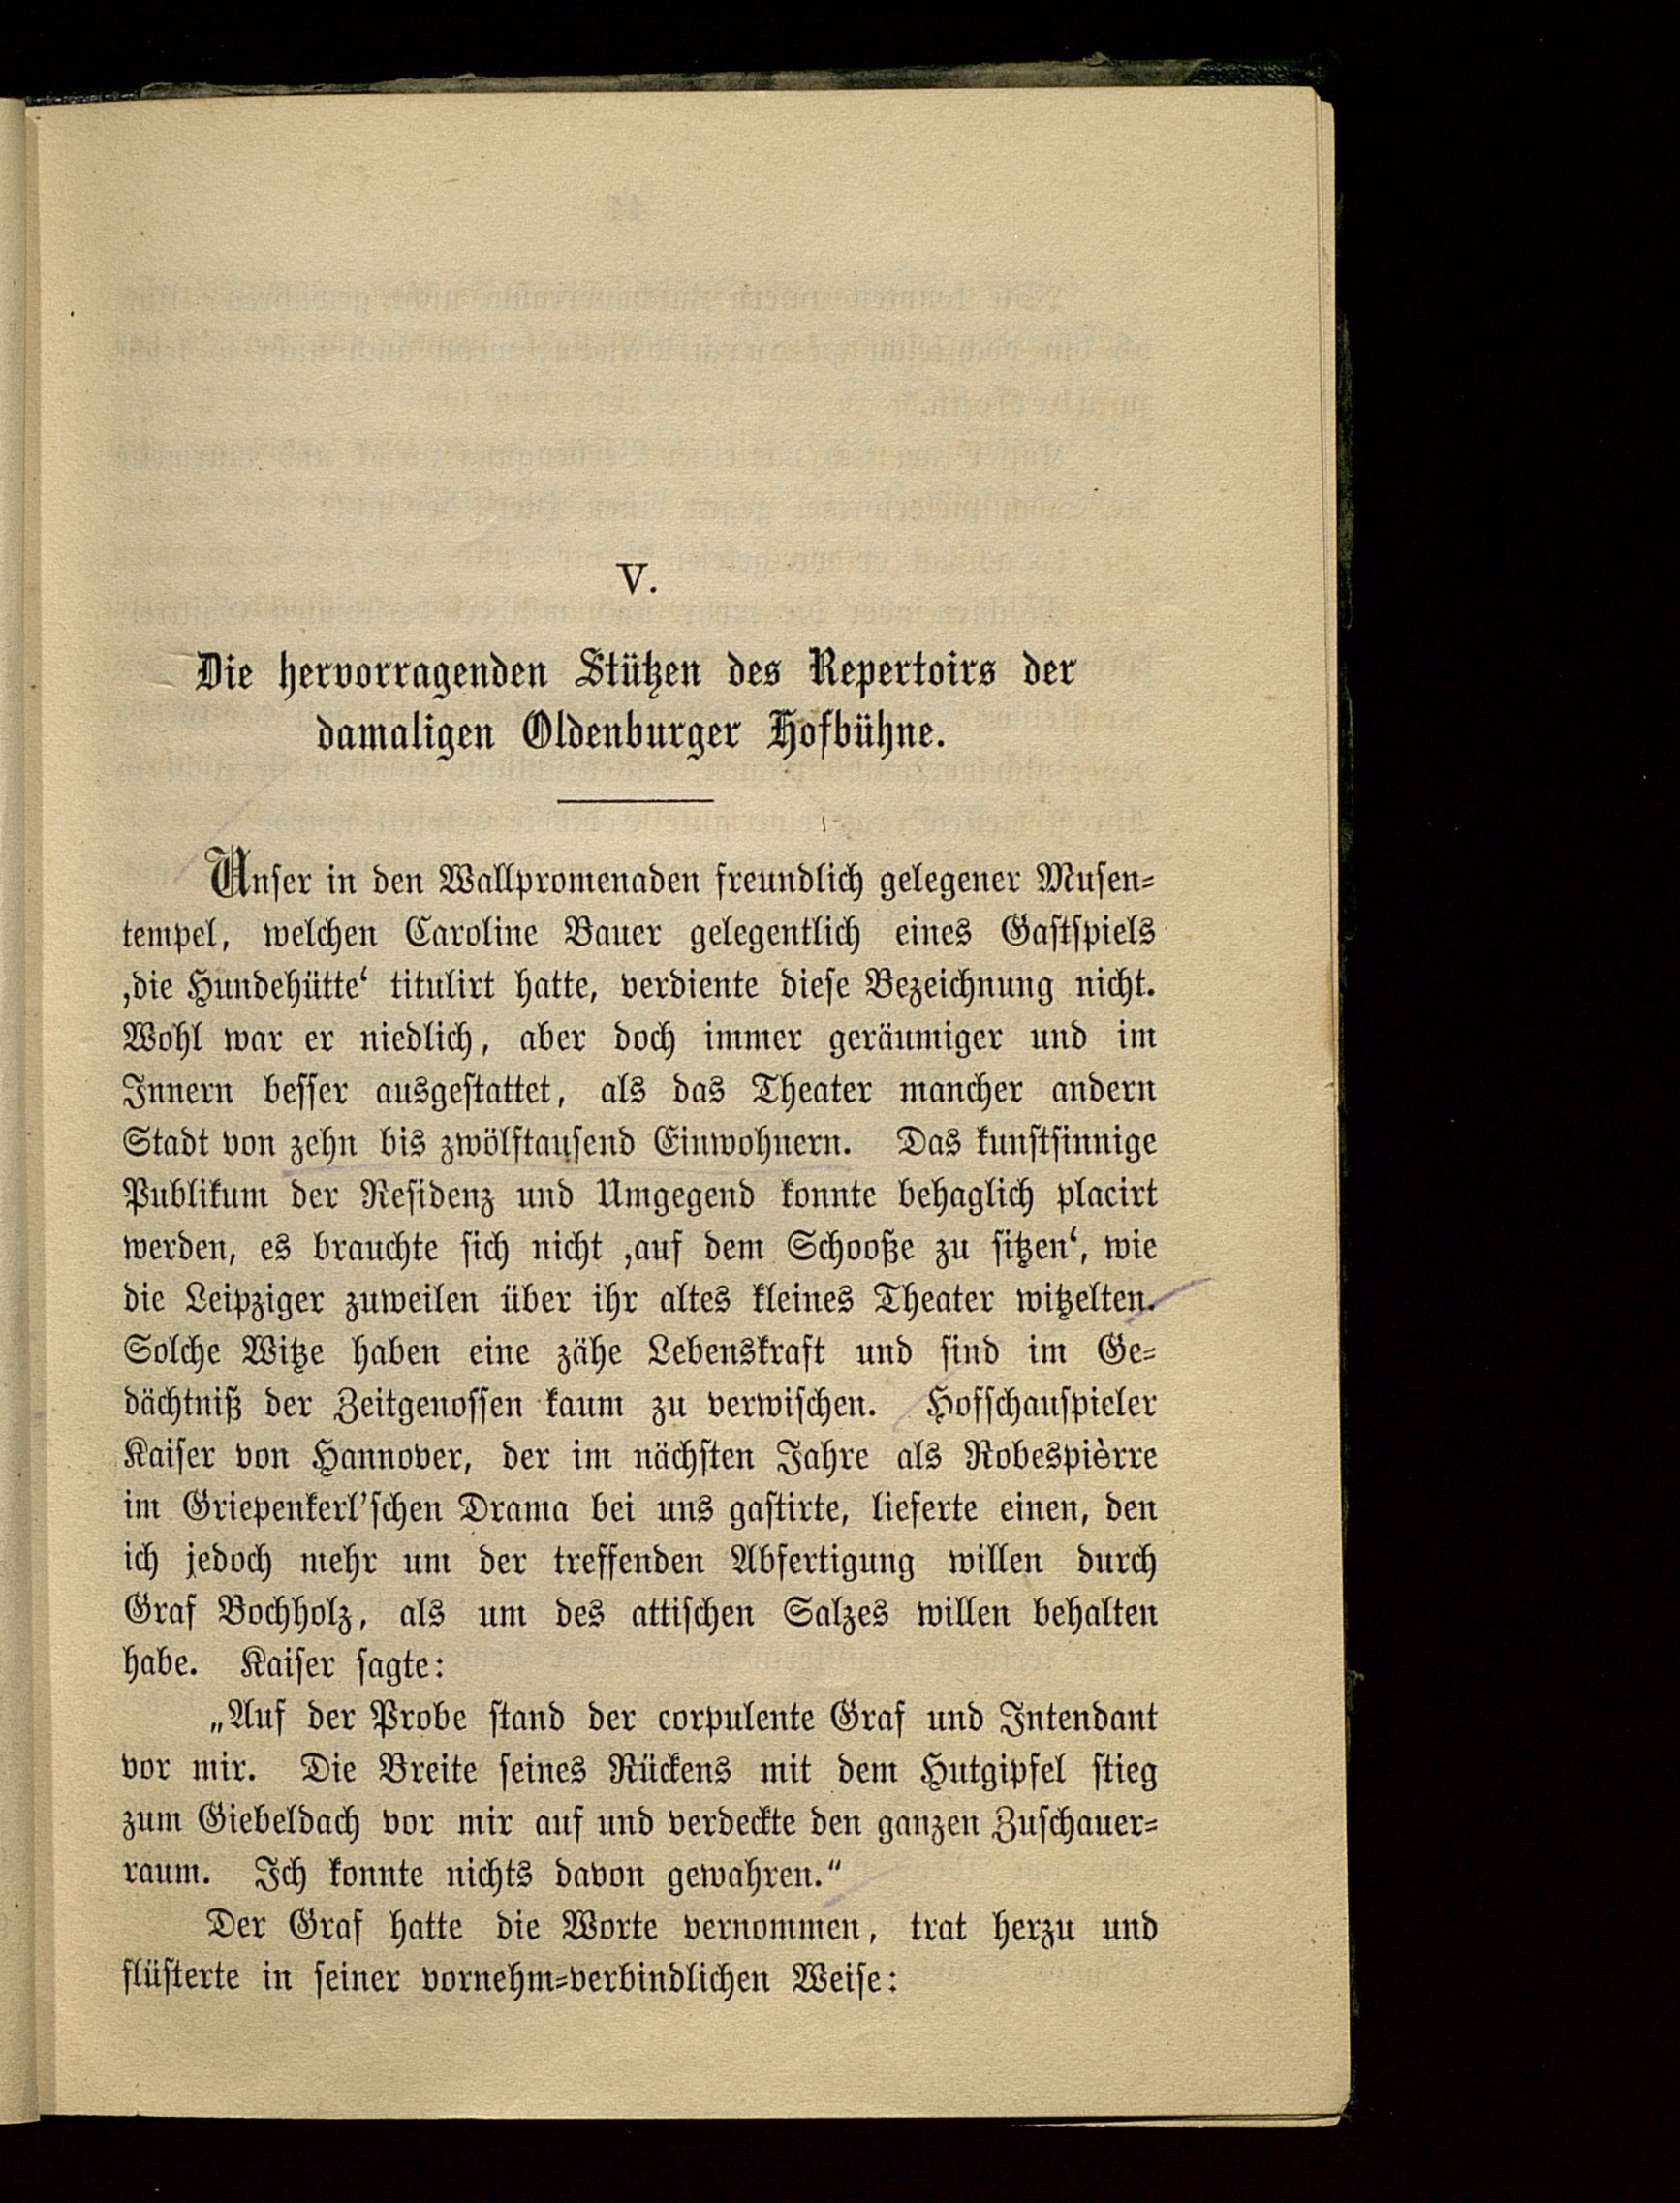 V.
Die hervorragenden Stützen des Repertoirs der
damaligen Oldenburger Hofbühne.
Unser in den Wallpromenaden freundlich gelegener Musen=
tempel, welchen Caroline Bauer gelegentlich eines Gastspiels
‚die Hundehütte‘ titulirt hatte, verdiente diese Bezeichnung nicht.
Wohl war er niedlich, aber doch immer geräumiger und im
Innern besser ausgestattet, als das Theater mancher andern
Stadt von zehn bis zwölftausend Einwohnern. Das kunstsinnige
Publikum der Residenz und Umgegend konnte behaglich placirt
werden, es brauchte sich nicht ‚auf dem Schooße zu sitzen‘, wie
die Leipziger zuweilen über ihr altes kleines Theater witzelten.
Solche Witze haben eine zähe Lebenskraft und sind im Ge=
dächtniß der Zeitgenossen kaum zu verwischen. Hofschauspieler
Kaiser von Hannover, der im nächsten Jahre als Robespièrre
im Griepenkerl’schen Drama bei uns gastirte, lieferte einen, den
ich jedoch mehr um der treffenden Abfertigung willen durch
Graf Bochholz, als um des attischen Salzes willen behalten
habe. Kaiser sagte:
„Auf der Probe stand der corpulente Graf und Intendant
vor mir. Die Breite seines Rückens mit dem Hutgipfel stieg
zum Giebeldach vor mir auf und verdeckte den ganzen Zuschauer=
raum. Ich konnte nichts davon gewahren.“
Der Graf hatte die Worte vernommen, trat herzu und
flüsterte in seiner vornehm=verbindlichen Weise: